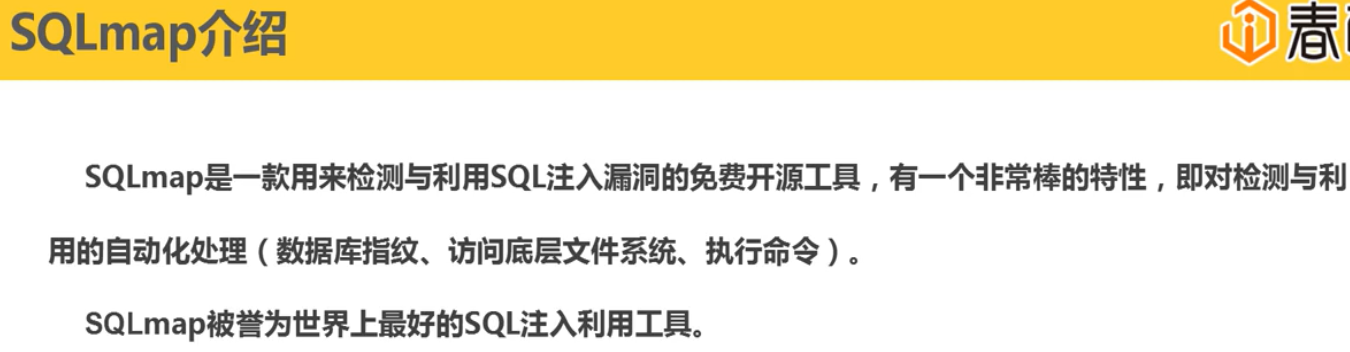 SQLmap介绍
春
SQLmap是一款用来检测与利用SQL注入漏洞的免费开源工具，有一个非常棒的特性，即对检测与利
用的自动化处理（数据库指纹、访问底层文件系统、执行命令）。
SQLmap被誉为世界上最好的SQL注入利用工具。